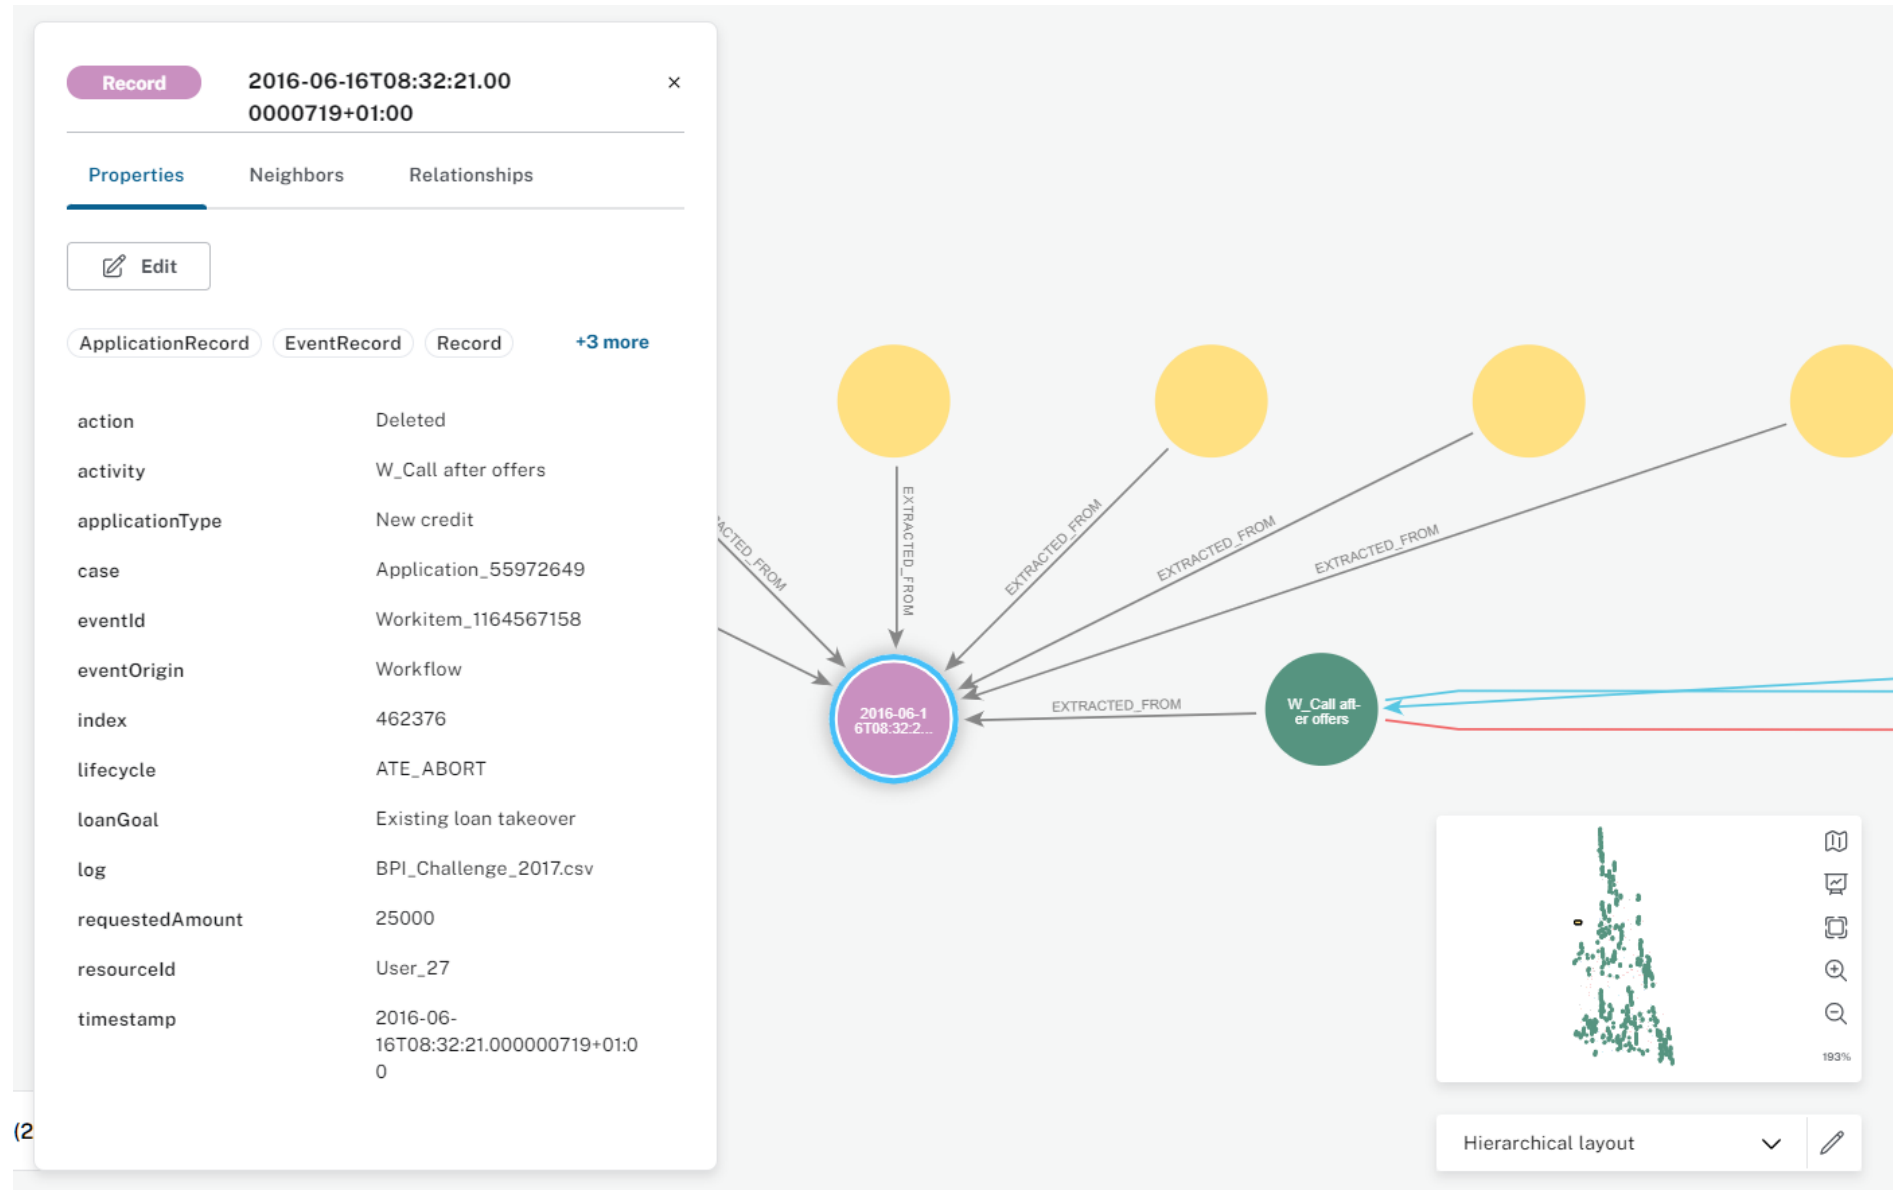 Record
2016-06-16T08:32:21.00
0000719+01:00
Properties Neighbors Relationships
Edit
ApplicationRecord EventRecord Record +3 more
action Deleted
activity W_Call after offers
applicationType New credit
case Application_55972649
eventId Workitem_1164567158
eventOrigin Workflow
index 462376
lifecycle ATE_ABORT
loanGoal Existing loan takeover
log BPI_Challenge_2017.csv
requestedAmount 25000
resourceId User_27
timestamp 2016-06-
16T08:32:21.000000719+01:0
0
(2
ACTED_FROM
EXTRACTED_FROM
EXTRACTED_FROM
EXTRACTED_FROM
EXTRACTED_FROM
EXTRACTED_FROM
2016-06-1
6T08:32:2...
W_Call aft-
er offers
193%
Hierarchical layout